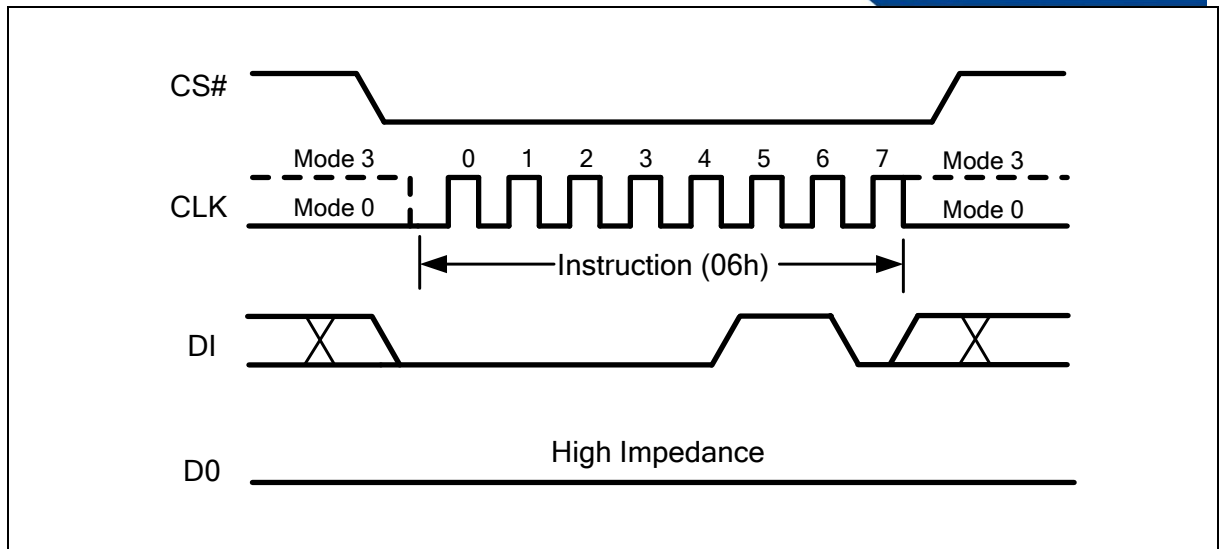 CS#
Mode 3 0 1 2 3 4 5 6 7 Mode 3
CLK Mode 0 Mode 0
Instruction (06h)
DI
High Impedance
D0